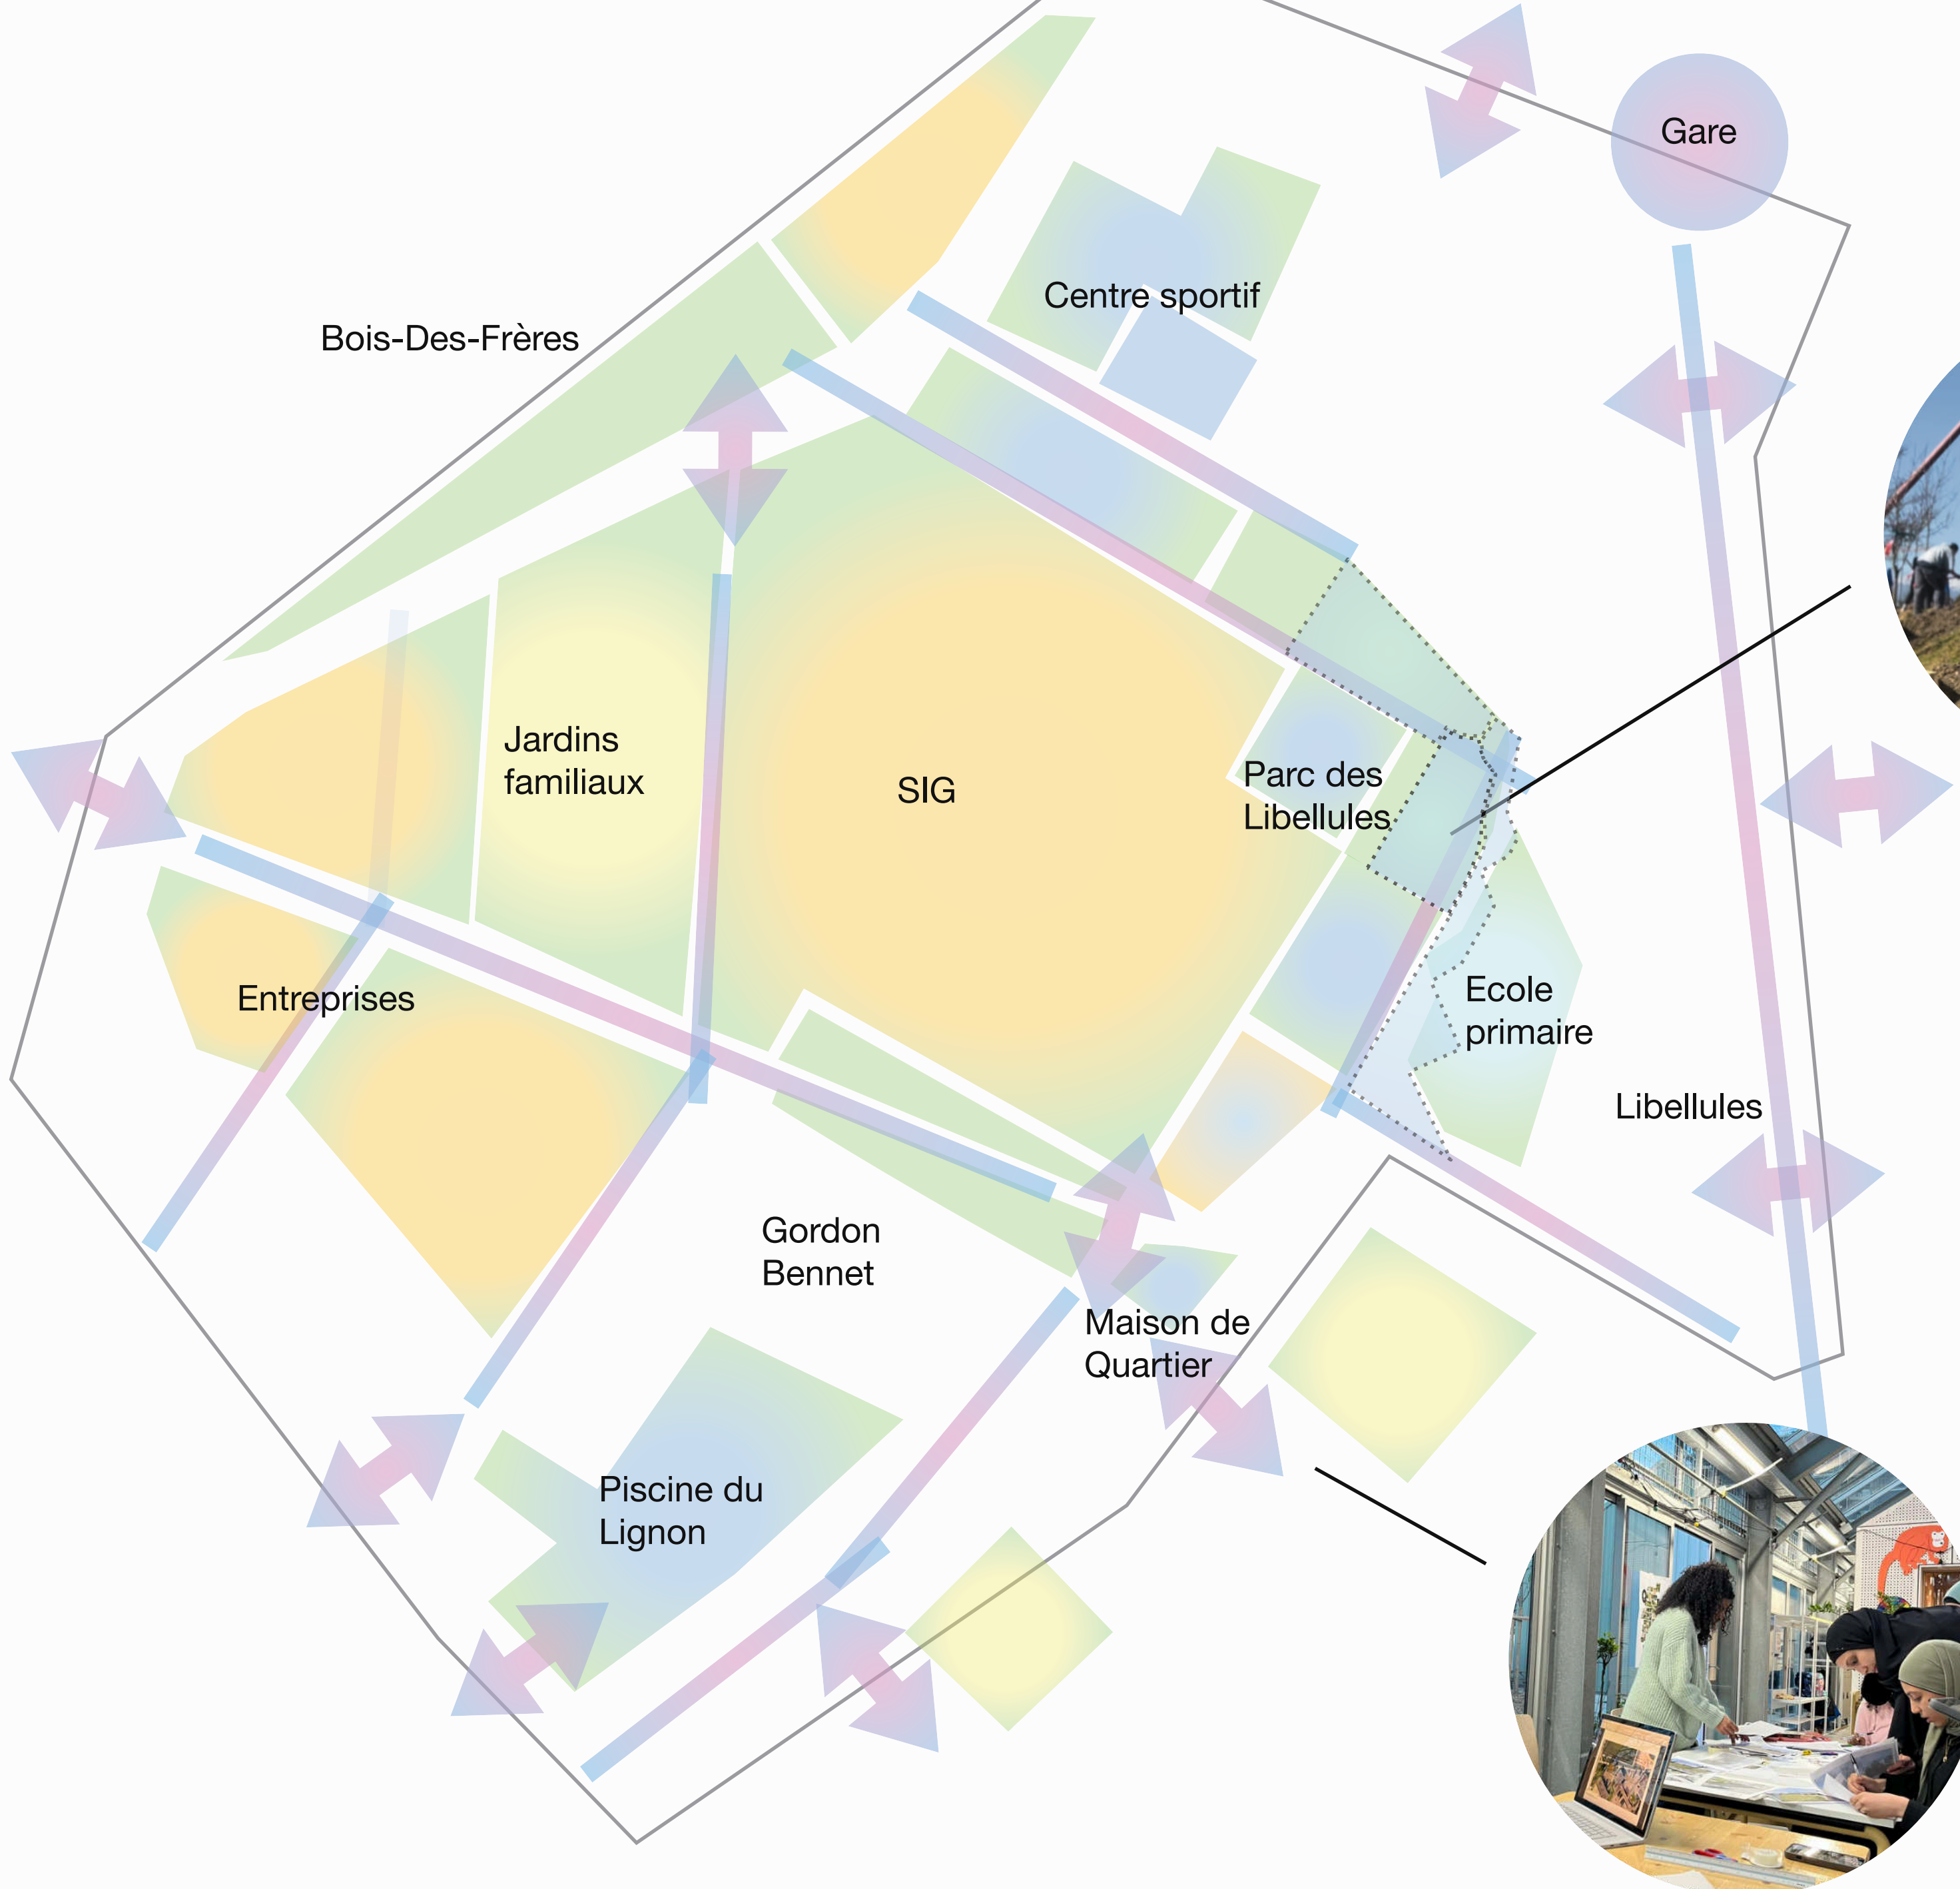 Gare
Centre sportif
Bois-Des-Frères
Jardins
familiaux
SIG
Parc des
Libellules
Entreprises
Ecole
primaire
Libellules
Gordon
Bennet
Maison de
Quartier
Piscine du
Lignon